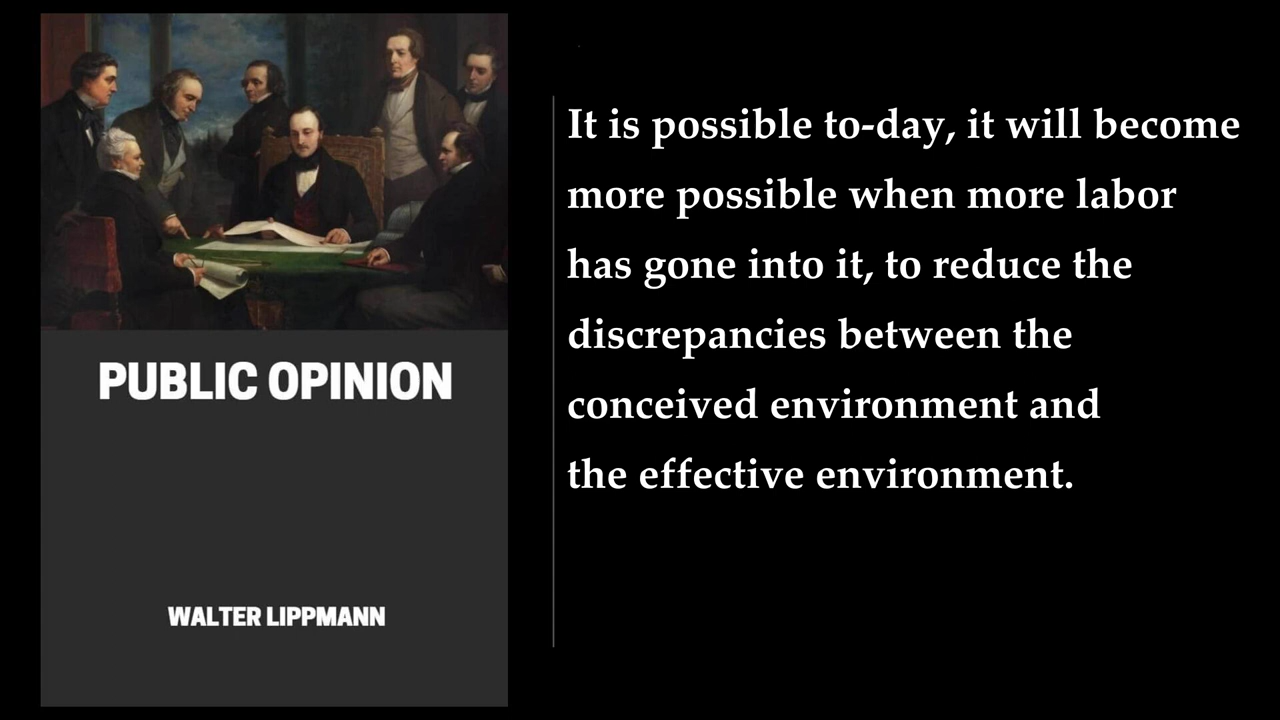 PUBLIC OPINION
WALTER LIPPMANN
It is possible to-day, it will become
more possible when more labor
has gone into it, to reduce the
discrepancies between the
conceived environment and
the effective environment.